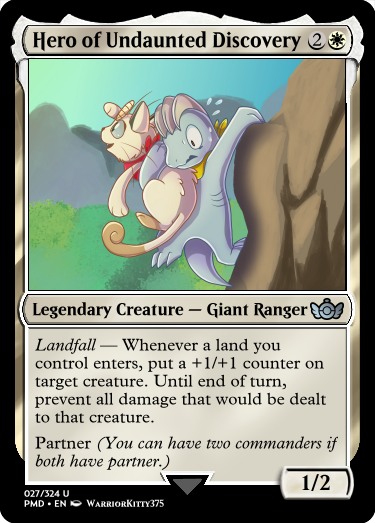 Hero of Undaunted Discovery 2
Legendary Creature — Giant Ranger
Landfall — Whenever a land you
control enters, put a +1/+1 counter on
target creature. Until end of turn,
prevent all damage that would be dealt
to that creature.
Partner (You can have two commanders if
both have partner.)
1/2
027/324 U
PMD • EN WarriorKitty375